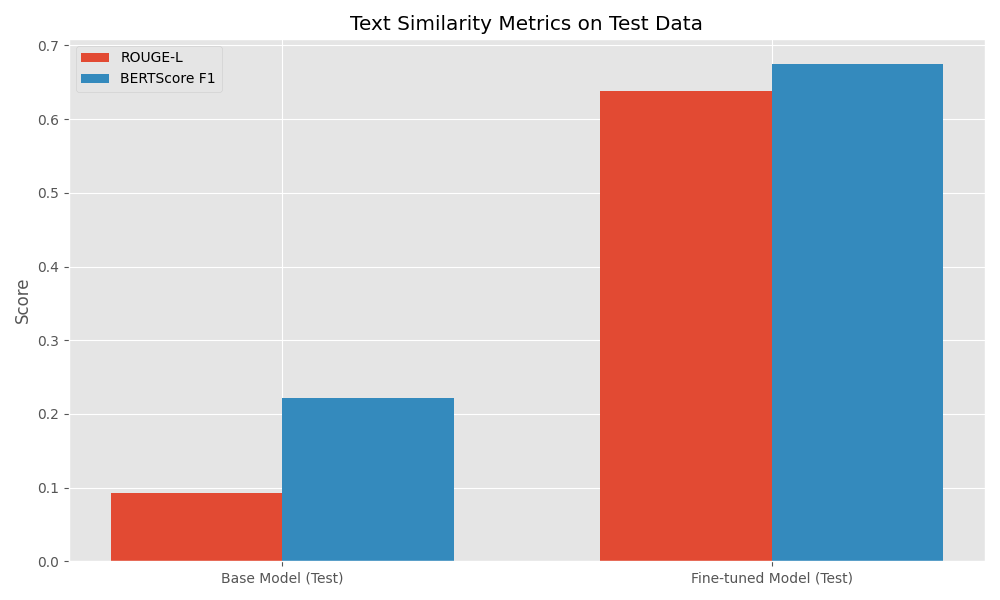 Text Similarity Metrics on Test Data
ROUGE-L
BERTScore F1
Score
0.7
0.6
0.5
0.4
0.3
0.2
0.1
0.0
Base Model (Test)
Fine-tuned Model (Test)